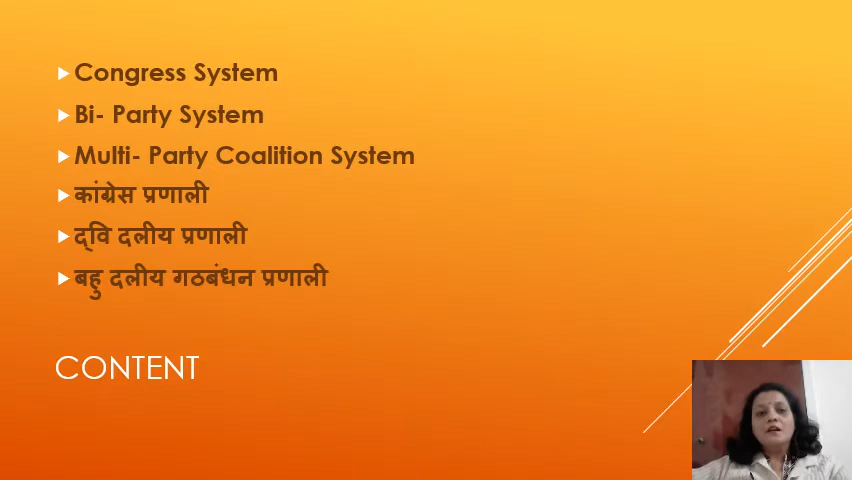 Congress System
Bi- Party System
Multi- Party Coalition System
कांग्रेस प्रणाली
द्वि दलीय प्रणाली
बहु दलीय गठबंधन प्रणाली
CONTENT